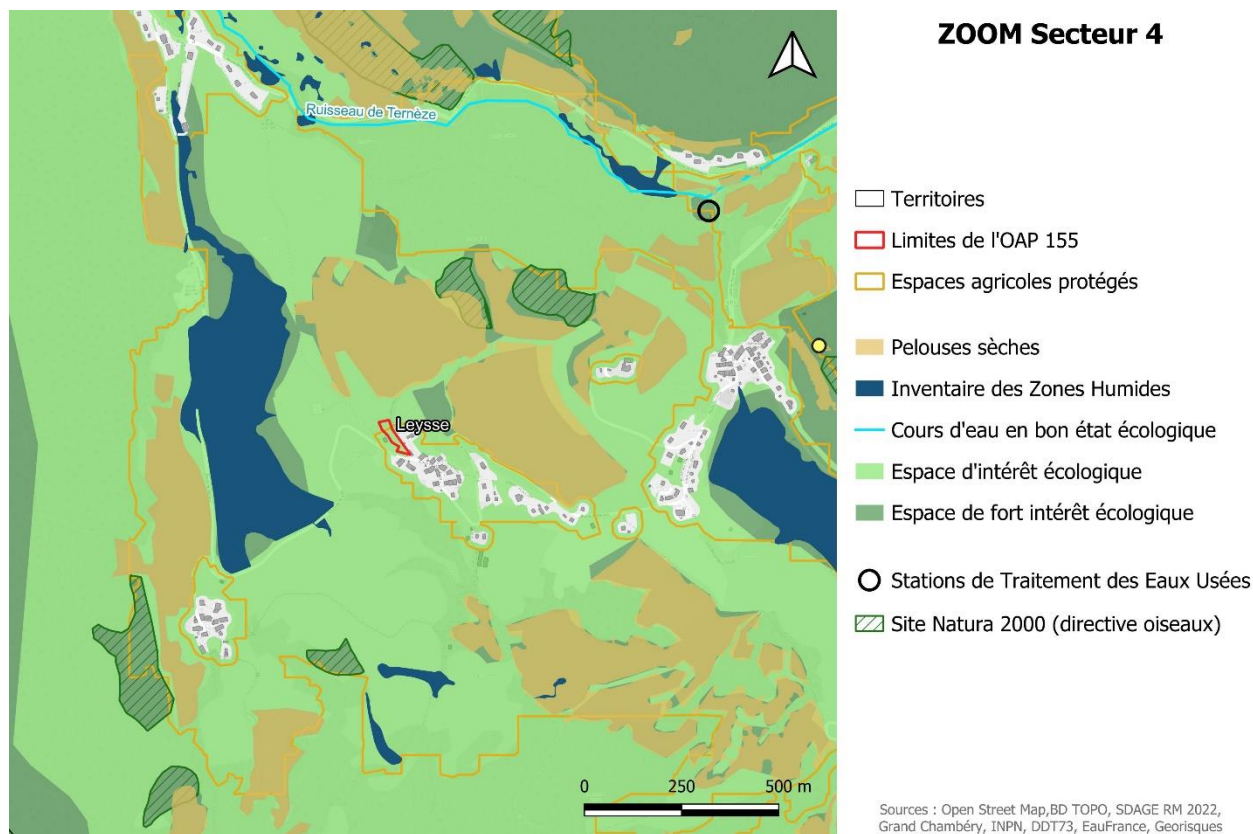 ZOOM Secteur 4
Ruisseau de Ternèze
Leysse
0 250 500 m
Territoires
Limites de l'OAP 155
Espaces agricoles protégés
Pelouses sèches
Inventaire des Zones Humides
Cours d'eau en bon état écologique
Espace d'intérêt écologique
Espace de fort intérêt écologique
Stations de Traitement des Eaux Usées
Site Natura 2000 (directive oiseaux)
Sources : Open Street Map,BD TOPO, SDAGE RM 2022,
Grand Chambéry, INPN, DDT73, EauFrance, Georisques